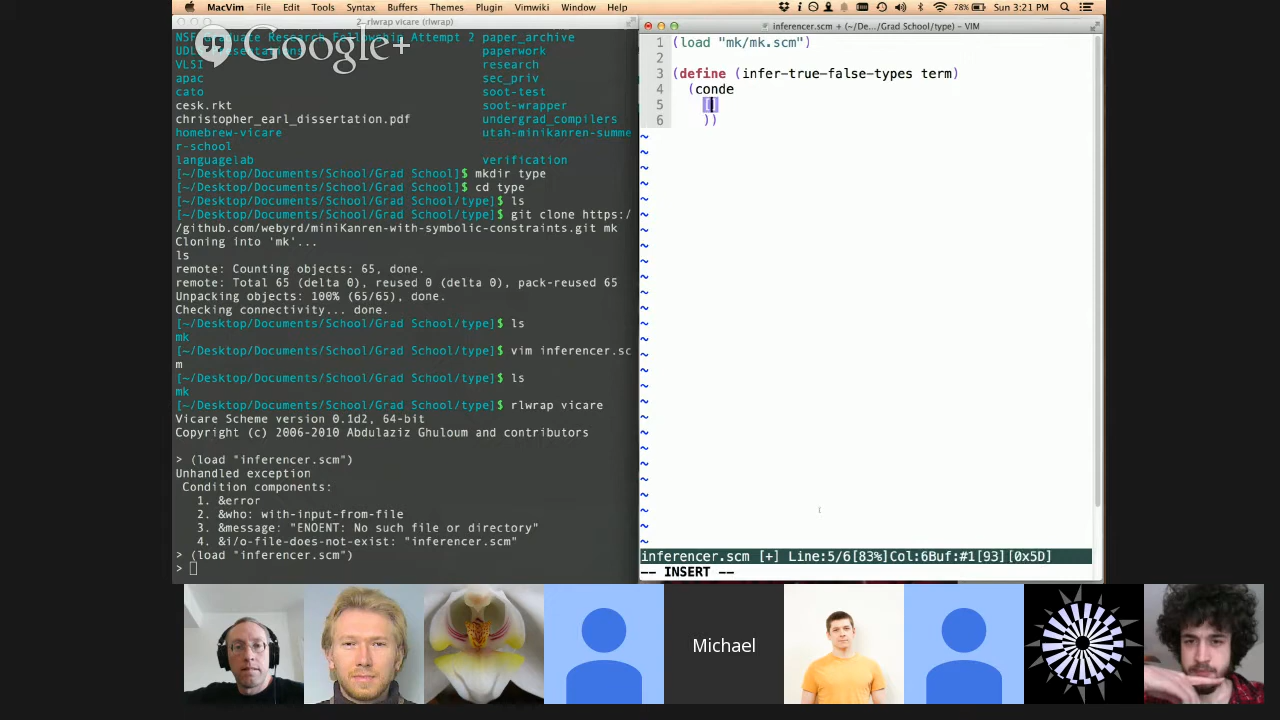 MacVim File Edit Tools Syntax Buffers Themes Plugin Vimwiki Window Help 78% Sun 3:21 PM
2. rlwrap vicare (rlwrap)
Google+
Graduate Research Fellowship Attempt 2 paper_archive
paperwork
VLSI research
apac sec_priv
cato soot-test
cesk.rkt soot-wrapper
christopher_earl_dissertation.pdf undergrad_compilers
homebrew-vicare utah-minikanren-summe
r-school
languagelab verification
[~/Desktop/Documents/School/Grad School]$ mkdir type
[~/Desktop/Documents/School/Grad School]$ cd type
[~/Desktop/Documents/School/Grad School/type]$ ls
[~/Desktop/Documents/School/Grad School/type]$ git clone https:/
/github.com/webyrd/miniKanren-with-symbolic-constraints.git mk
Cloning into 'mk'...
ls
remote: Counting objects: 65, done.
remote: Total 65 (delta 0), reused 0 (delta 0), pack-reused 65
Unpacking objects: 100% (65/65), done.
Checking connectivity... done.
[~/Desktop/Documents/School/Grad School/type]$ ls
mk
[~/Desktop/Documents/School/Grad School/type]$ vim inferencer.sc
m
[~/Desktop/Documents/School/Grad School/type]$ ls
mk
[~/Desktop/Documents/School/Grad School/type]$ rlwrap vicare
Vicare Scheme version 0.1d2, 64-bit
Copyright (c) 2006-2010 Abdulaziz Ghuloum and contributors
> (load "inferencer.scm")
Unhandled exception
Condition components:
1. &error
2. &who: with-input-from-file
3. &message: "ENOENT: No such file or directory"
4. &i/o-file-does-not-exist: "inferencer.scm"
> (load "inferencer.scm")
>
inferencer.scm + (~/De.../Grad School/type) – VIM
1 (load "mk/mk.scm")
2
3 (define (infer-true-false-types term)
4 (conde
5 []
6 ))
inferencer.scm [+] Line:5/6[83%]Col:6Buf:#1[93][0x5D]
-- INSERT --
Michael